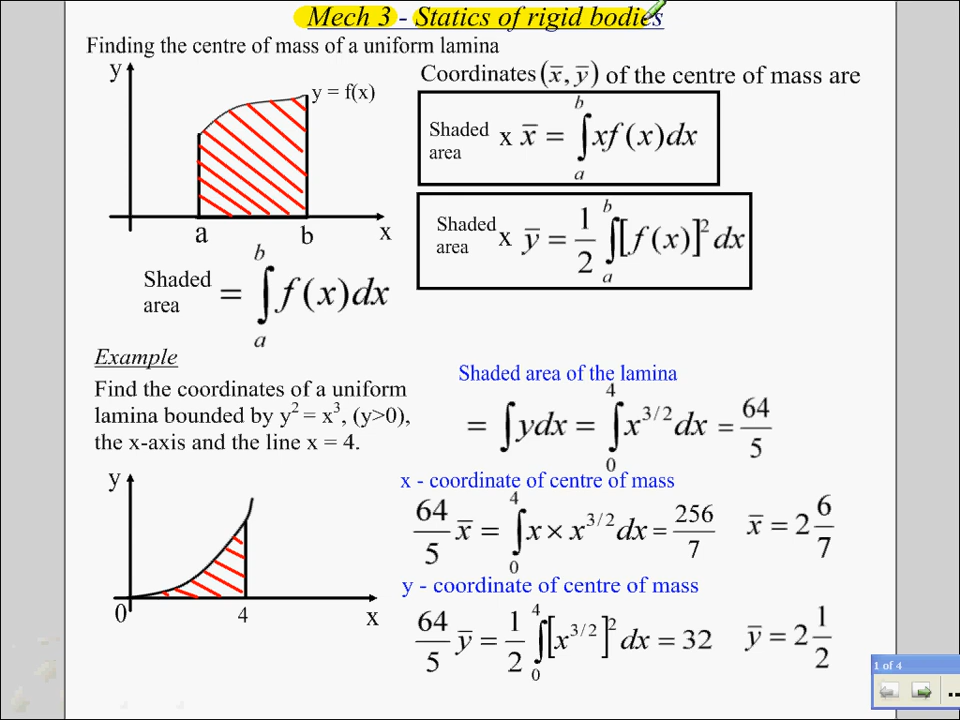 Mech 3 - Statics of rigid bodies
Finding the centre of mass of a uniform lamina
y
y = f(x)
a
b
x
Shaded area = ∫_a^b f(x)dx
Coordinates (x̅, y̅) of the centre of mass are
Shaded area x x̅ = ∫_a^b xf(x)dx
Shaded area x y̅ = 1/2 ∫_a^b [f(x)]² dx
Example
Find the coordinates of a uniform
lamina bounded by y² = x³, (y>0),
the x-axis and the line x = 4.
y
0
4
x
Shaded area of the lamina
= ∫ydx = ∫_0^4 x^{3/2} dx = 64/5
x - coordinate of centre of mass
64/5 x̅ = ∫_0^4 x × x^{3/2} dx = 256/7
x̅ = 2 6/7
y - coordinate of centre of mass
64/5 y̅ = 1/2 ∫_0^4 [x^{3/2}]² dx = 32
y̅ = 2 1/2
1 of 4